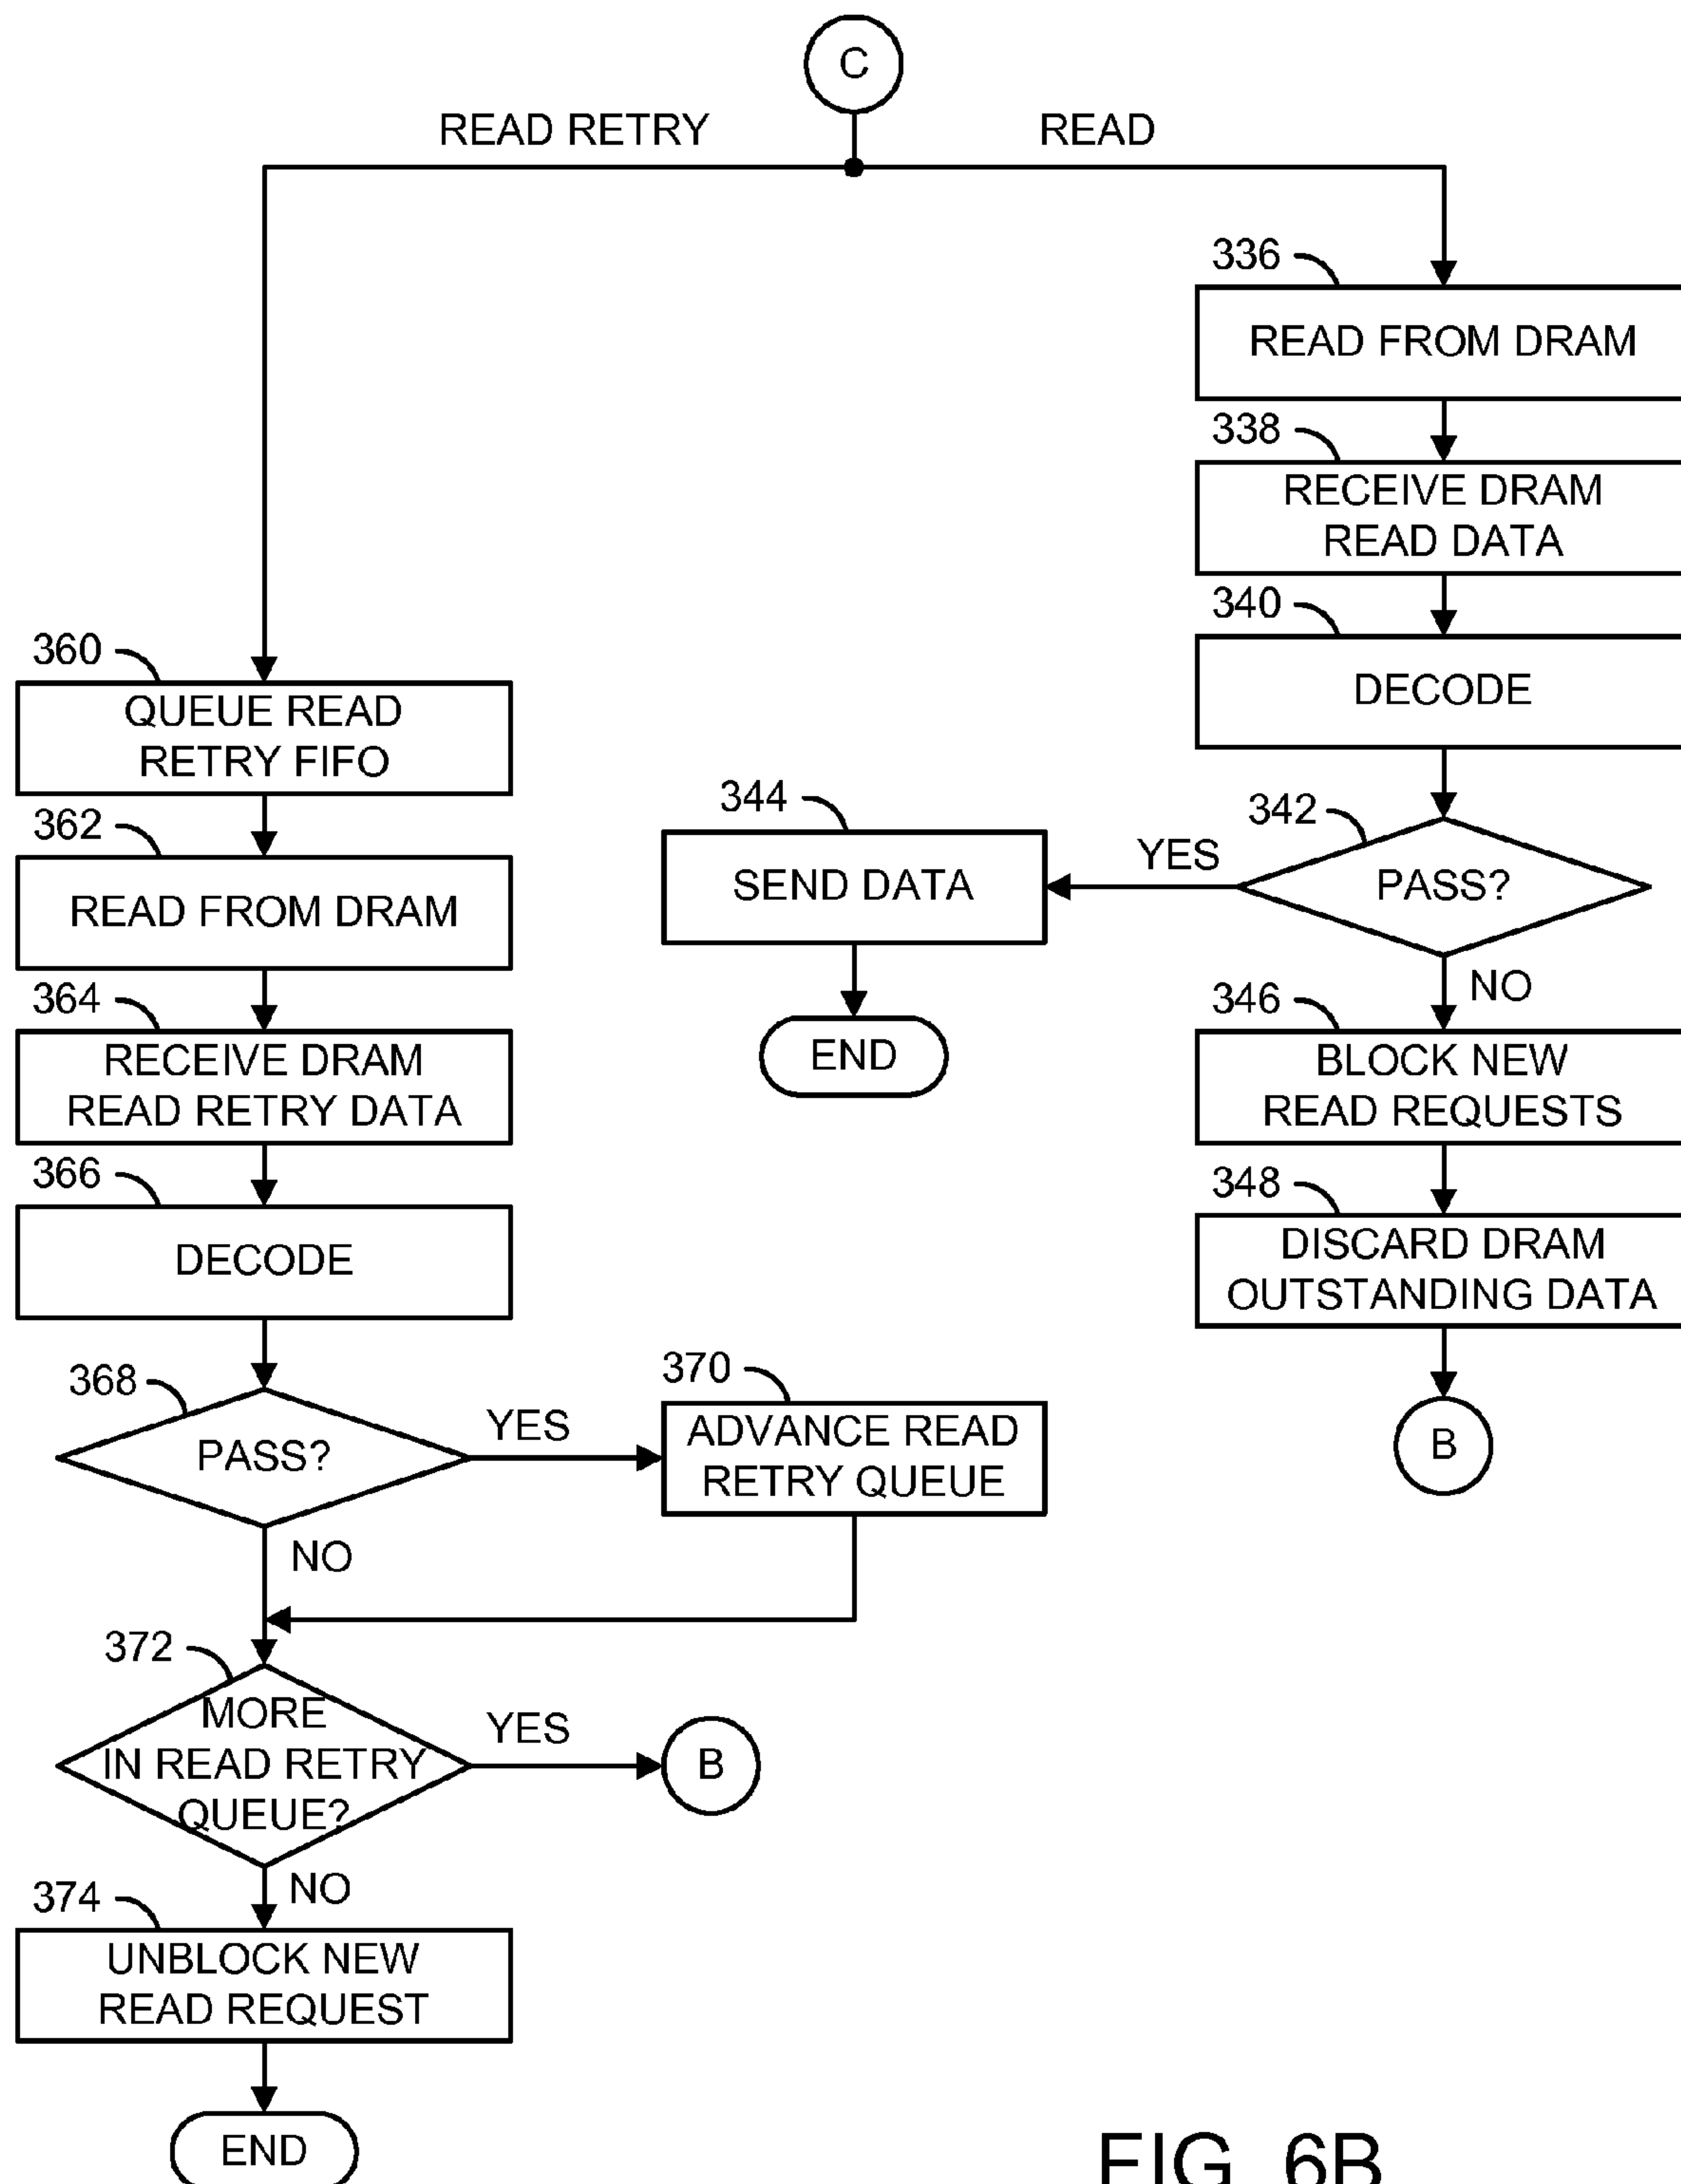 C
READ RETRY
READ
336
READ FROM DRAM
338
RECEIVE DRAM
READ DATA
340
DECODE
342
PASS?
YES
344
SEND DATA
END
NO
346
BLOCK NEW
READ REQUESTS
348
DISCARD DRAM
OUTSTANDING DATA
B
360
QUEUE READ
RETRY FIFO
362
READ FROM DRAM
364
RECEIVE DRAM
READ RETRY DATA
366
DECODE
368
PASS?
YES
370
ADVANCE READ
RETRY QUEUE
NO
372
MORE
IN READ RETRY
QUEUE?
YES
B
NO
374
UNBLOCK NEW
READ REQUEST
END
FIG. 6B